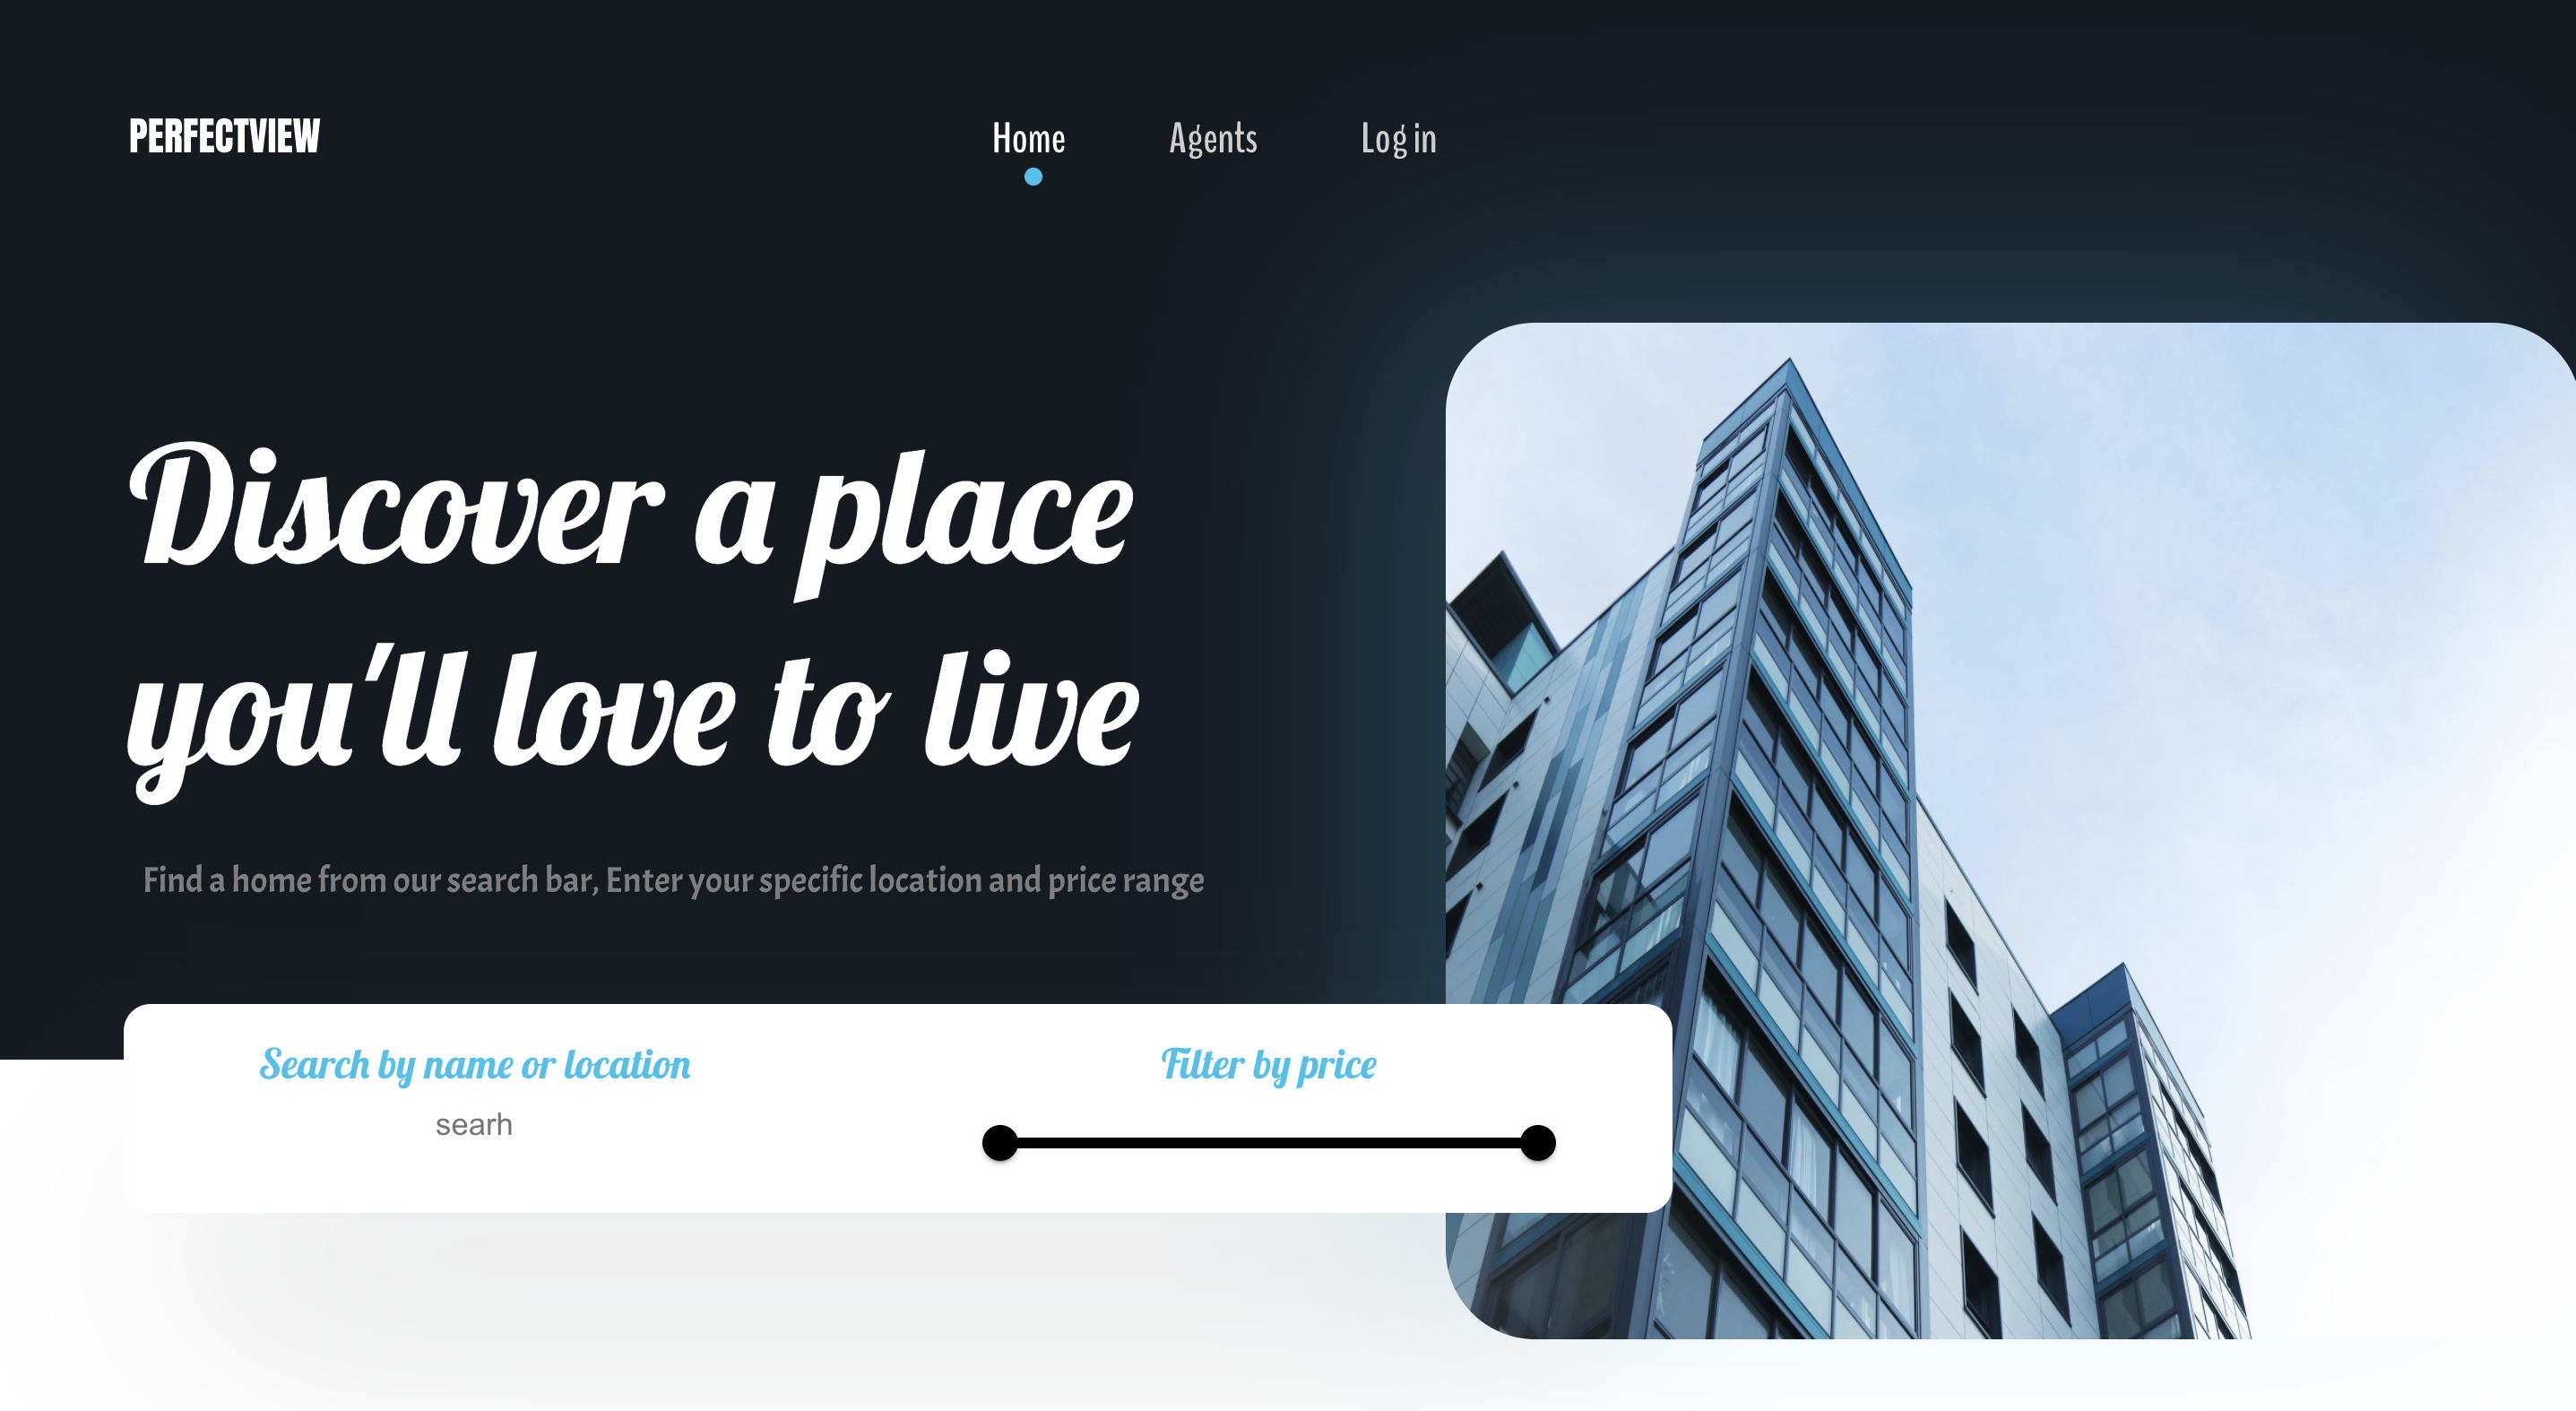 PERFECTVIEW
Home Agents Log in
Discover a place
you'll love to live
Find a home from our search bar, Enter your specific location and price range
Search by name or location
searh
Filter by price